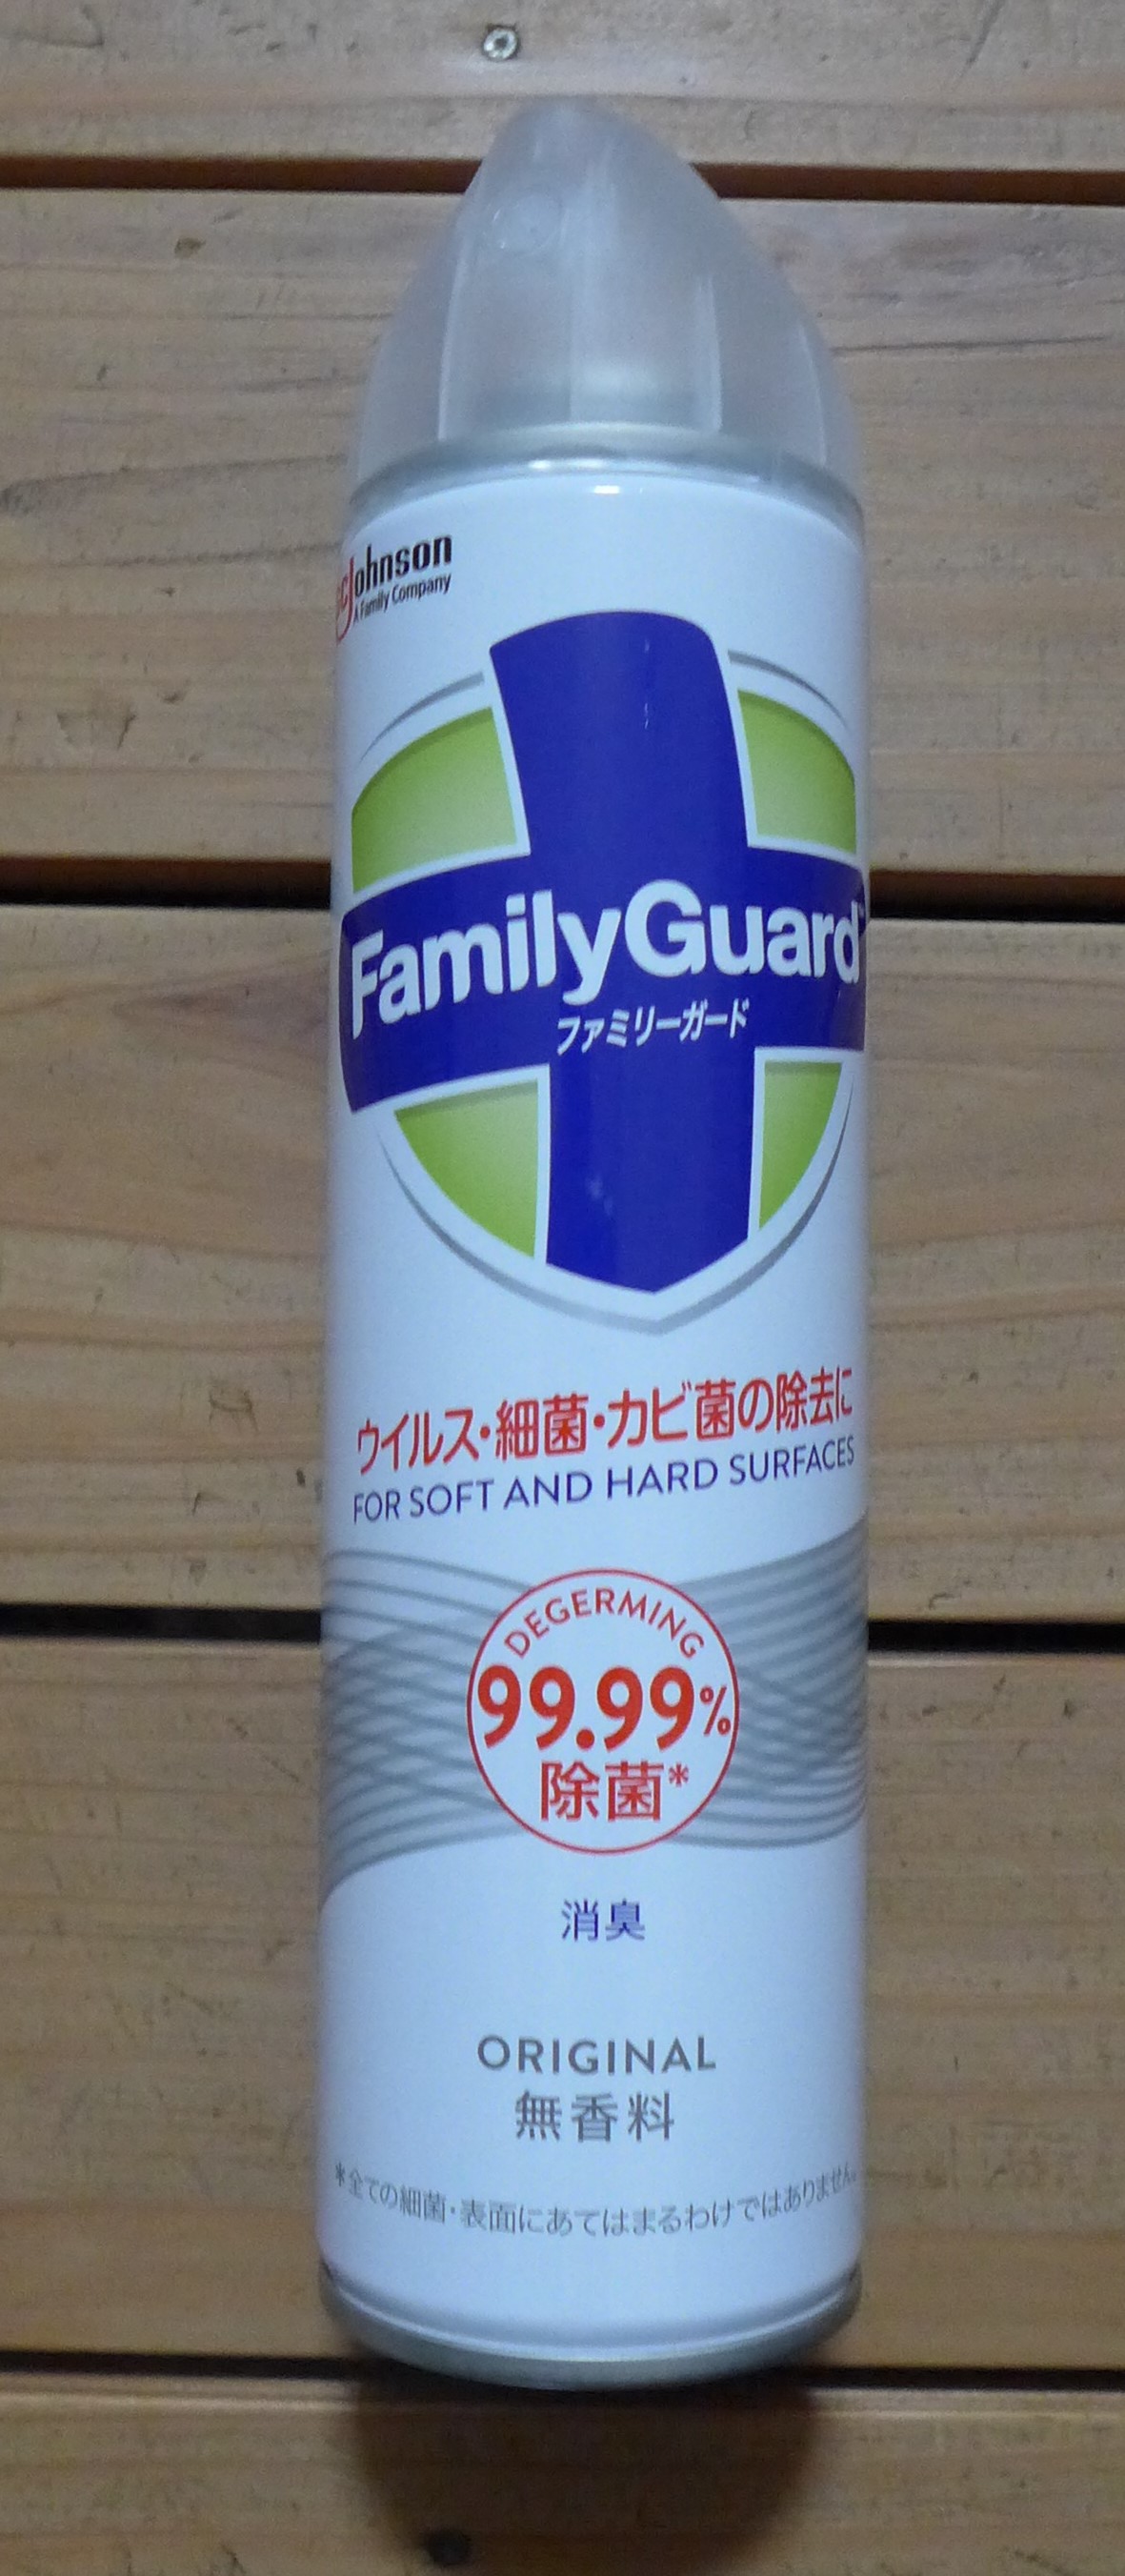 SCJohnson
A Family Company
FamilyGuard™
ファミリーガード
ウイルス・細菌・カビ菌の除去に
FOR SOFT AND HARD SURFACES
DEGERMING
99.99%
除菌*
消臭
ORIGINAL
無香料
*全ての細菌・表面にあてはまるわけではありません。